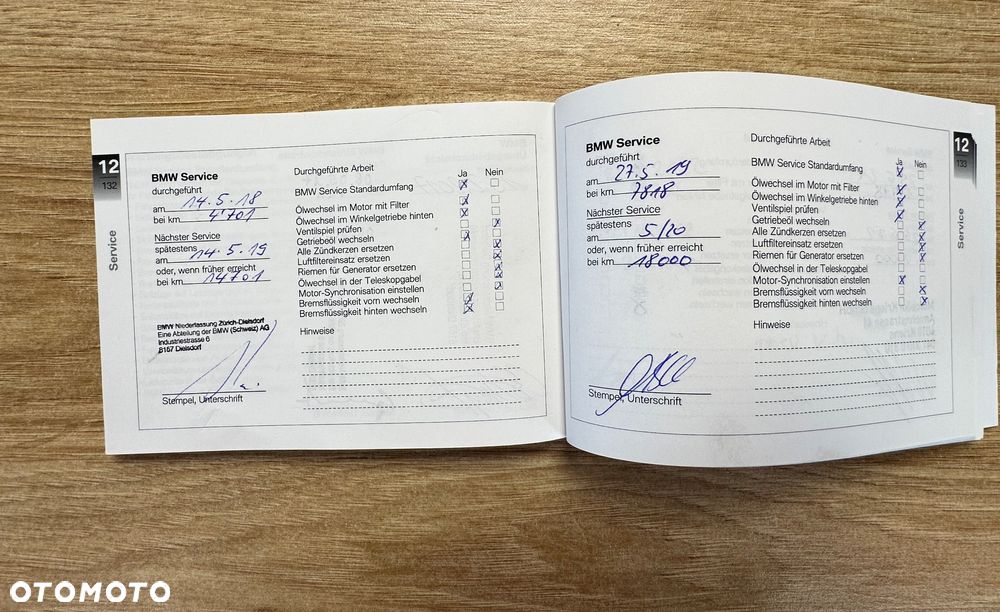 12
132
Service
BMW Service
durchgeführt
am 14.5.18
bei km 4'701
Nächster Service
spätestens
am 14.5.19
oder, wenn früher erreicht
bei km 14701
BMW Niederlassung Zürich-Dielsdorf
Eine Abteilung der BMW (Schweiz) AG
Industriestrasse 6
8157 Dielsdorf
Stempel, Unterschrift
Durchgeführte Arbeit
Ja Nein
BMW Service Standardumfang
Ölwechsel im Motor mit Filter
Ölwechsel im Winkelgetriebe hinten
Ventilspiel prüfen
Getriebeöl wechseln
Alle Zündkerzen ersetzen
Luftfiltereinsatz ersetzen
Riemen für Generator ersetzen
Ölwechsel in der Teleskopgabel
Motor-Synchronisation einstellen
Bremsflüssigkeit vorn wechseln
Bremsflüssigkeit hinten wechseln
Hinweise
BMW Service
durchgeführt
am 27.5.19
bei km 7818
Nächster Service
spätestens
am 5/20
oder, wenn früher erreicht
bei km 18000
Stempel, Unterschrift
Durchgeführte Arbeit
Ja Nein
BMW Service Standardumfang
Ölwechsel im Motor mit Filter
Ölwechsel im Winkelgetriebe hinten
Ventilspiel prüfen
Getriebeöl wechseln
Alle Zündkerzen ersetzen
Luftfiltereinsatz ersetzen
Riemen für Generator ersetzen
Ölwechsel in der Teleskopgabel
Motor-Synchronisation einstellen
Bremsflüssigkeit vorn wechseln
Bremsflüssigkeit hinten wechseln
Hinweise
12
133
Service
OTOMOTO